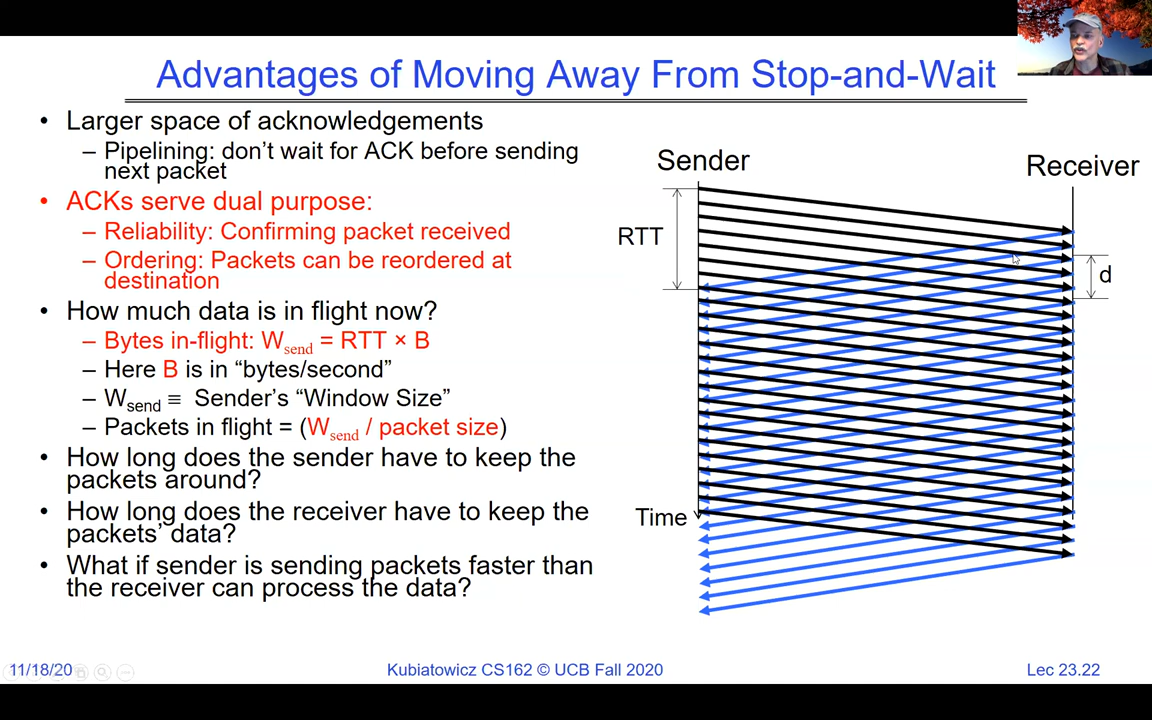 Advantages of Moving Away From Stop-and-Wait
• Larger space of acknowledgements
– Pipelining: don’t wait for ACK before sending
next packet
• ACKs serve dual purpose:
– Reliability: Confirming packet received
– Ordering: Packets can be reordered at
destination
• How much data is in flight now?
– Bytes in-flight: Wsend = RTT × B
– Here B is in “bytes/second”
– Wsend ≡ Sender’s “Window Size”
– Packets in flight = (Wsend / packet size)
• How long does the sender have to keep the
packets around?
• How long does the receiver have to keep the
packets’ data?
• What if sender is sending packets faster than
the receiver can process the data?
Sender
Receiver
RTT
d
Time
11/18/20
Kubiatowicz CS162 © UCB Fall 2020
Lec 23.22